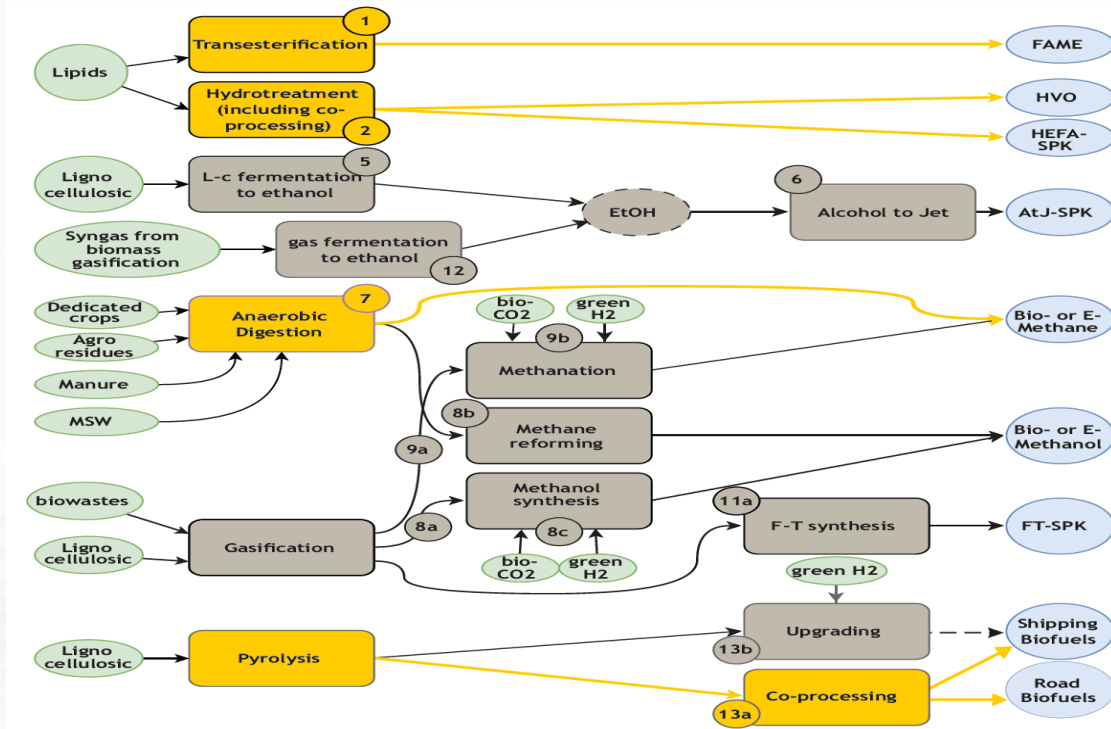 1
Transesterification
FAME
Lipids
Hydrotreatment
(including co-
processing)
2
HVO
HEFA-
SPK
Ligno
cellulosic
5
L-c fermentation
to ethanol
EtOH
6
Alcohol to Jet
AtJ-SPK
Syngas from
biomass
gasification
gas fermentation
to ethanol
12
Dedicated
crops
Agro
residues
Manure
MSW
7
Anaerobic
Digestion
bio-
CO2
green
H2
9b
Methanation
Bio- or E-
Methane
8b
Methane
reforming
Bio- or E-
Methanol
9a
Methanol
synthesis
8a
8c
bio-
CO2
green
H2
biowastes
Ligno
cellulosic
Gasification
11a
F-T synthesis
FT-SPK
green H2
Ligno
cellulosic
Pyrolysis
Upgrading
13b
Shipping
Biofuels
Co-processing
13a
Road
Biofuels